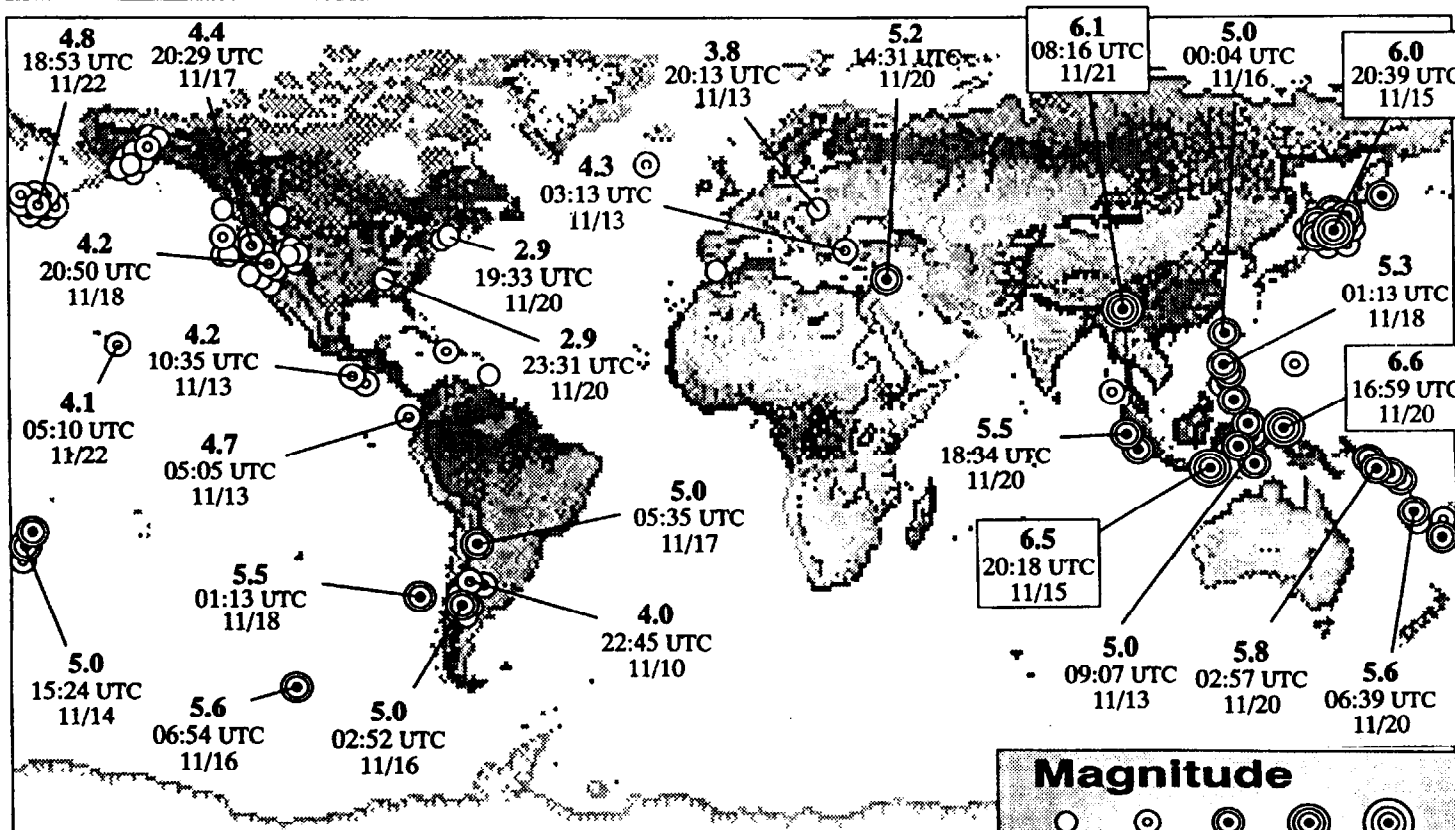 4.8
18:53 UTC
11/22
4.4
20:29 UTC
11/17
3.8
20:13 UTC
11/13
5.2
14:31 UTC
11/20
6.1
08:16 UTC
11/21
5.0
00:04 UTC
11/16
6.0
20:39 UTC
11/15
4.3
03:13 UTC
11/13
4.2
20:50 UTC
11/18
2.9
19:33 UTC
11/20
5.3
01:13 UTC
11/18
4.2
10:35 UTC
11/13
2.9
23:31 UTC
11/20
6.6
16:59 UTC
11/20
4.1
05:10 UTC
11/22
4.7
05:05 UTC
11/13
5.5
18:34 UTC
11/20
5.0
05:35 UTC
11/17
6.5
20:18 UTC
11/15
5.5
01:13 UTC
11/18
4.0
22:45 UTC
11/10
5.0
15:24 UTC
11/14
5.6
06:54 UTC
11/16
5.0
02:52 UTC
11/16
5.0
09:07 UTC
11/13
5.8
02:57 UTC
11/20
5.6
06:39 UTC
11/20
Magnitude